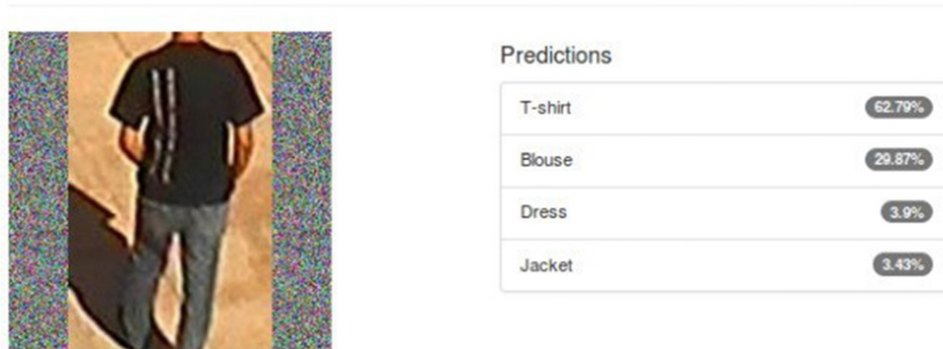 Predictions
T-shirt 62.79%
Blouse 29.87%
Dress 3.9%
Jacket 3.43%